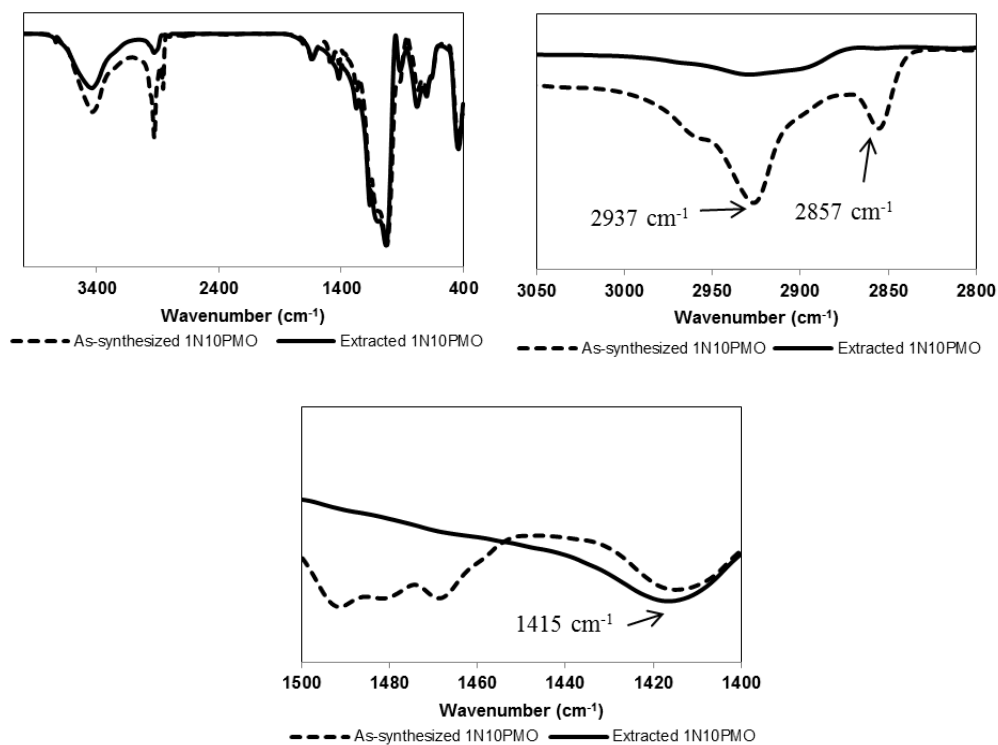 3400 2400 1400 400
Wavenumber (cm⁻¹)
As-synthesized 1N10PMO Extracted 1N10PMO
2937 cm⁻¹
2857 cm⁻¹
3050 3000 2950 2900 2850 2800
Wavenumber (cm⁻¹)
As-synthesized 1N10PMO Extracted 1N10PMO
1415 cm⁻¹
1500 1480 1460 1440 1420 1400
Wavenumber (cm⁻¹)
As-synthesized 1N10PMO Extracted 1N10PMO